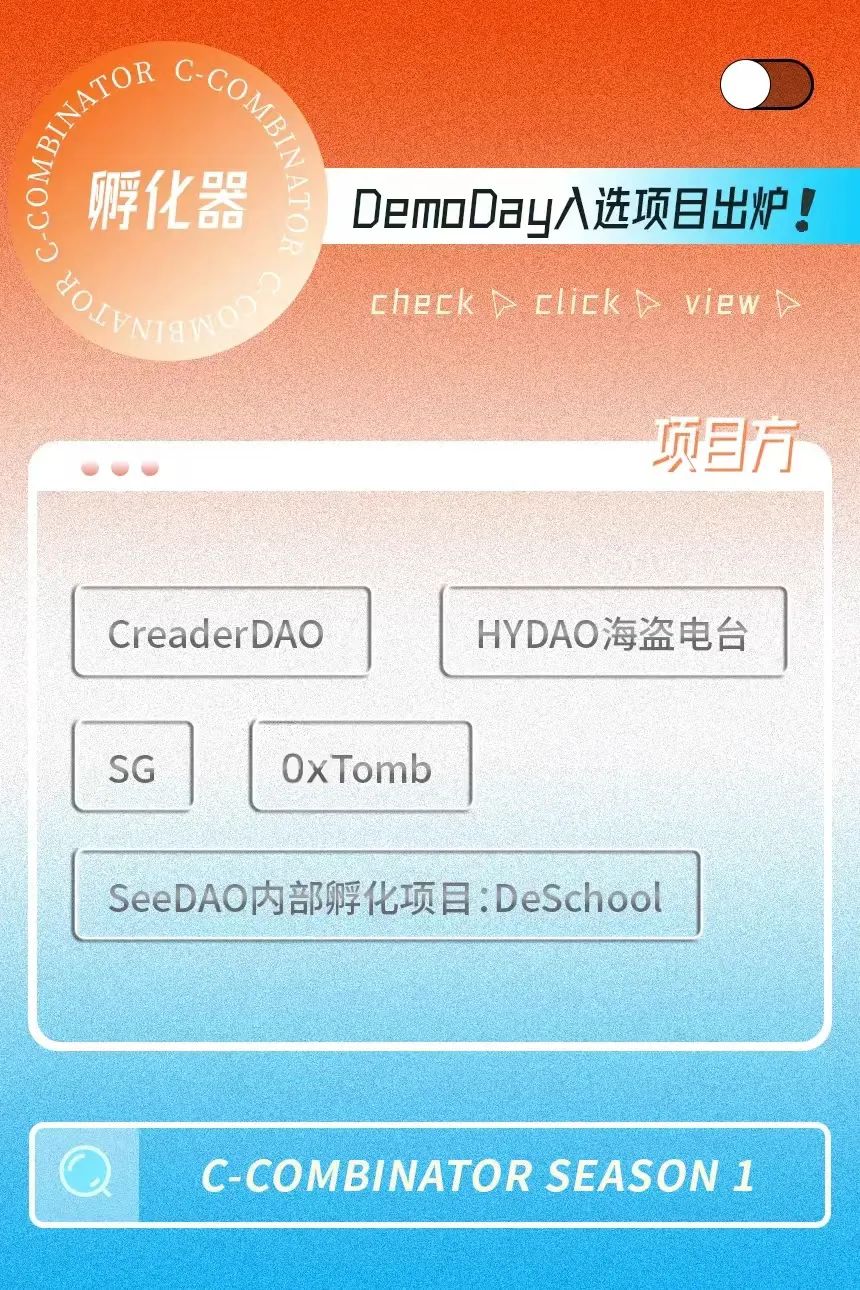 C-COMBINATOR C-COMBINATOR C-COMBINATOR
孵化器
DemoDay入选项目出炉！
check click view
项目方
CreaderDAO
HYDAO海盗电台
SG
0xTomb
SeeDAO内部孵化项目：DeSchool
C-COMBINATOR SEASON 1